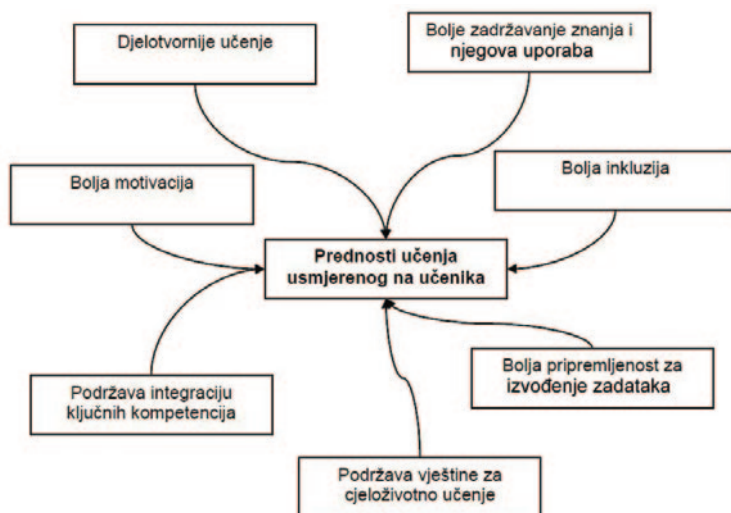 Djelotvornije učenje
Bolje zadržavanje znanja i
njegova uporaba
Bolja motivacija
Bolja inkluzija
Prednosti učenja
usmjerenog na učenika
Podržava integraciju
ključnih kompetencija
Bolja pripremljenost za
izvođenje zadataka
Podržava vještine za
cjeloživotno učenje